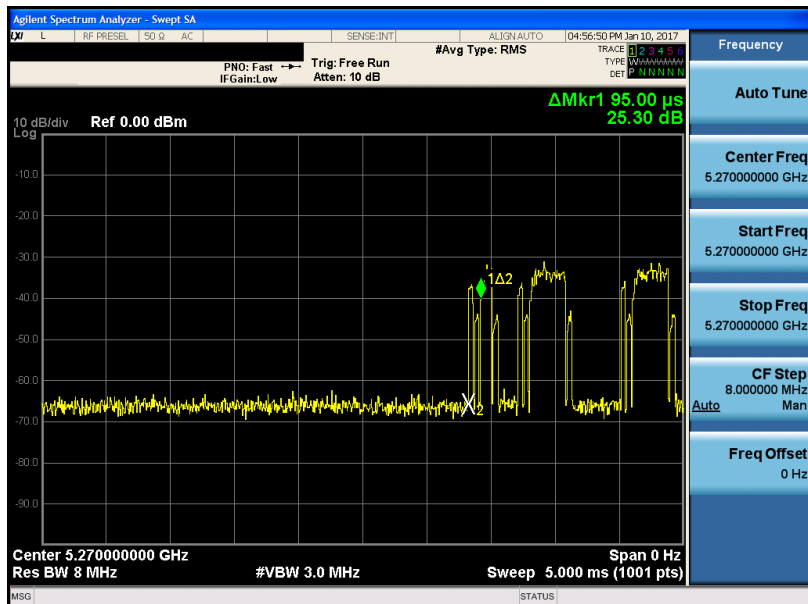 Agilent Spectrum Analyzer - Swept SA
LXI L RF PRESEL 50 Ω AC SENSE:INT ALIGN AUTO 04:56:50 PM Jan 10, 2017
#Avg Type: RMS
TRACE 1 2 3 4 5 6
PNO: Fast Trig: Free Run TYPE W
IFGain:Low Atten: 10 dB DET P N N N N N
ΔMkr1 95.00 µs
25.30 dB
10 dB/div Ref 0.00 dBm
Log
-10.0
-20.0
-30.0
1Δ2
-40.0
-50.0
-60.0
2
-70.0
-80.0
-90.0
Center 5.270000000 GHz Span 0 Hz
Res BW 8 MHz #VBW 3.0 MHz Sweep 5.000 ms (1001 pts)
MSG STATUS
Frequency
Auto Tune
Center Freq
5.270000000 GHz
Start Freq
5.270000000 GHz
Stop Freq
5.270000000 GHz
CF Step
8.000000 MHz
Auto Man
Freq Offset
0 Hz